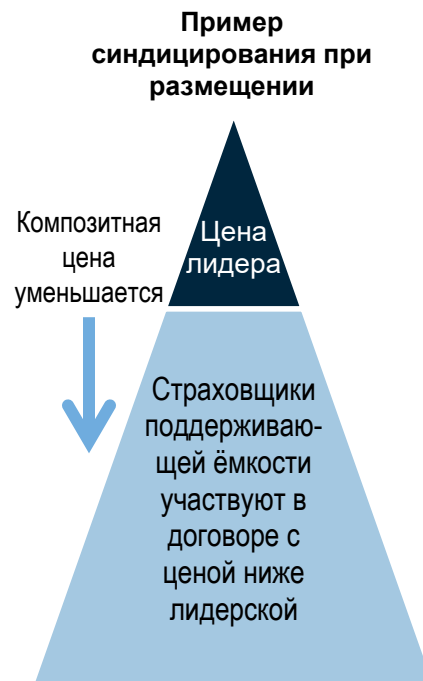 Пример
синдицирования при
размещении
Композитная
цена
уменьшается
Цена
лидера
Страховщики
поддерживаю-
щей ёмкости
участвуют в
договоре с
ценой ниже
лидерской